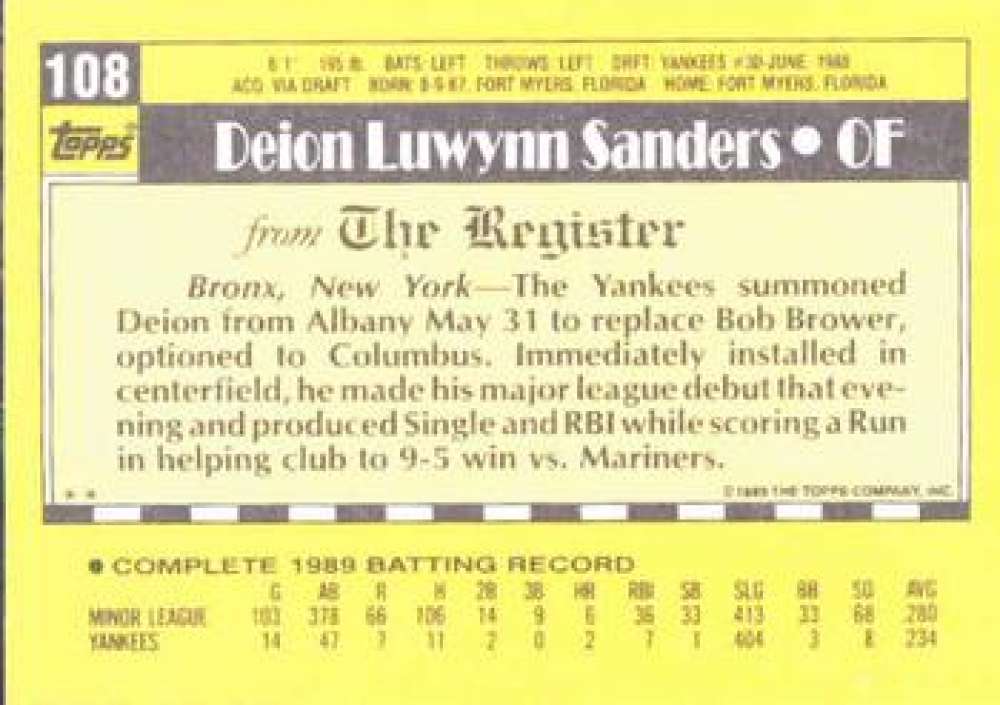 108
6'1" 195 lb. BATS: LEFT THROWS: LEFT DRFT: YANKEES #30-JUNE, 1988
ACQ: VIA DRAFT BORN: 8-9-67, FORT MYERS, FLORIDA HOME: FORT MYERS, FLORIDA
Topps
Deion Luwynn Sanders • OF
from The Register
Bronx, New York—The Yankees summoned
Deion from Albany May 31 to replace Bob Brower,
optioned to Columbus. Immediately installed in
centerfield, he made his major league debut that eve-
ning and produced Single and RBI while scoring a Run
in helping club to 9-5 win vs. Mariners.
* * © 1989 THE TOPPS COMPANY, INC.
• COMPLETE 1989 BATTING RECORD
G AB R H 2B 3B HR RBI SB SLG BB SO AVG
MINOR LEAGUE 103 378 66 106 14 9 6 36 33 .413 33 68 .280
YANKEES 14 47 7 11 2 0 2 7 1 .404 3 8 .234